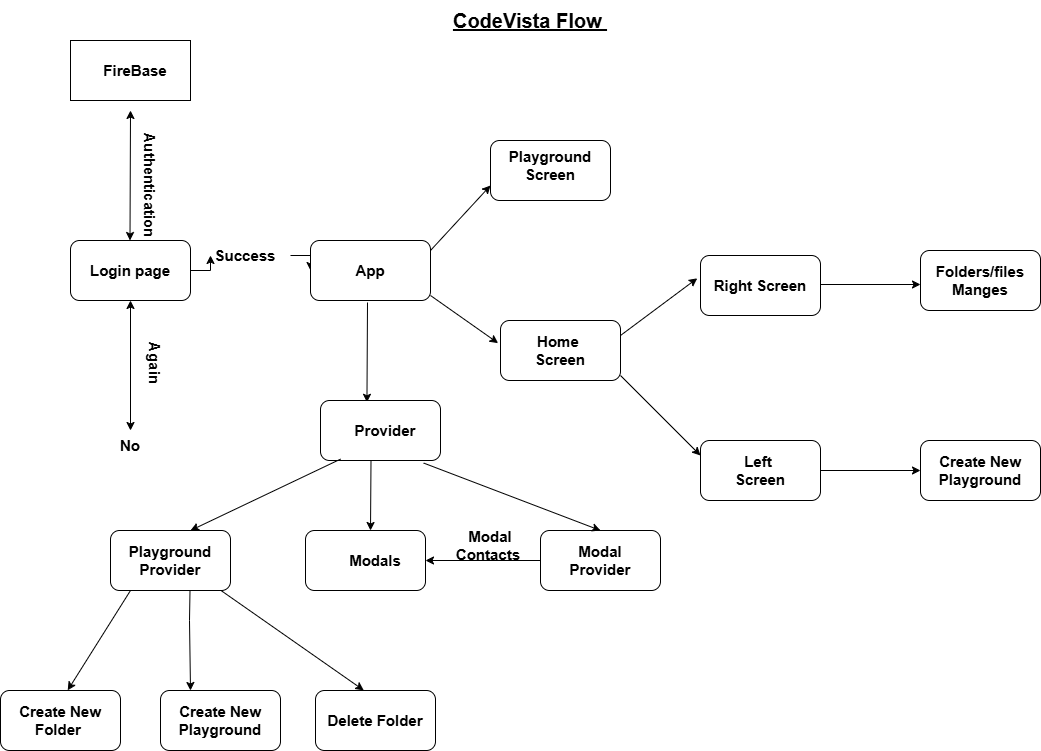 CodeVista Flow
FireBase
Authentication
Playground
Screen
Login page
Success
App
Right Screen
Folders/files
Manges
Home
Screen
Again
No
Provider
Left
Screen
Create New
Playground
Playground
Provider
Modals
Modal
Contacts
Modal
Provider
Create New
Folder
Create New
Playground
Delete Folder